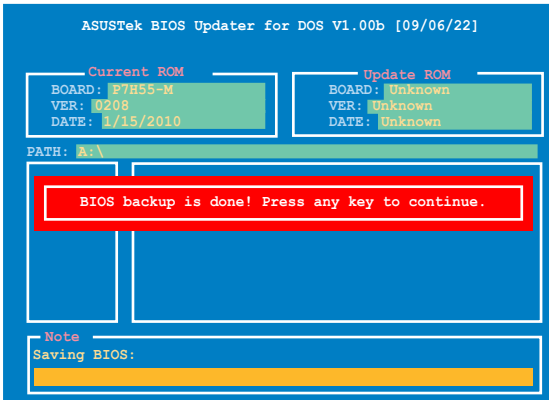 ASUSTek BIOS Updater for DOS V1.00b [09/06/22]
Current ROM
BOARD: P7H55-M
VER: 0208
DATE: 1/15/2010
Update ROM
BOARD: Unknown
VER: Unknown
DATE: Unknown
PATH: A:\
BIOS backup is done! Press any key to continue.
Note
Saving BIOS: